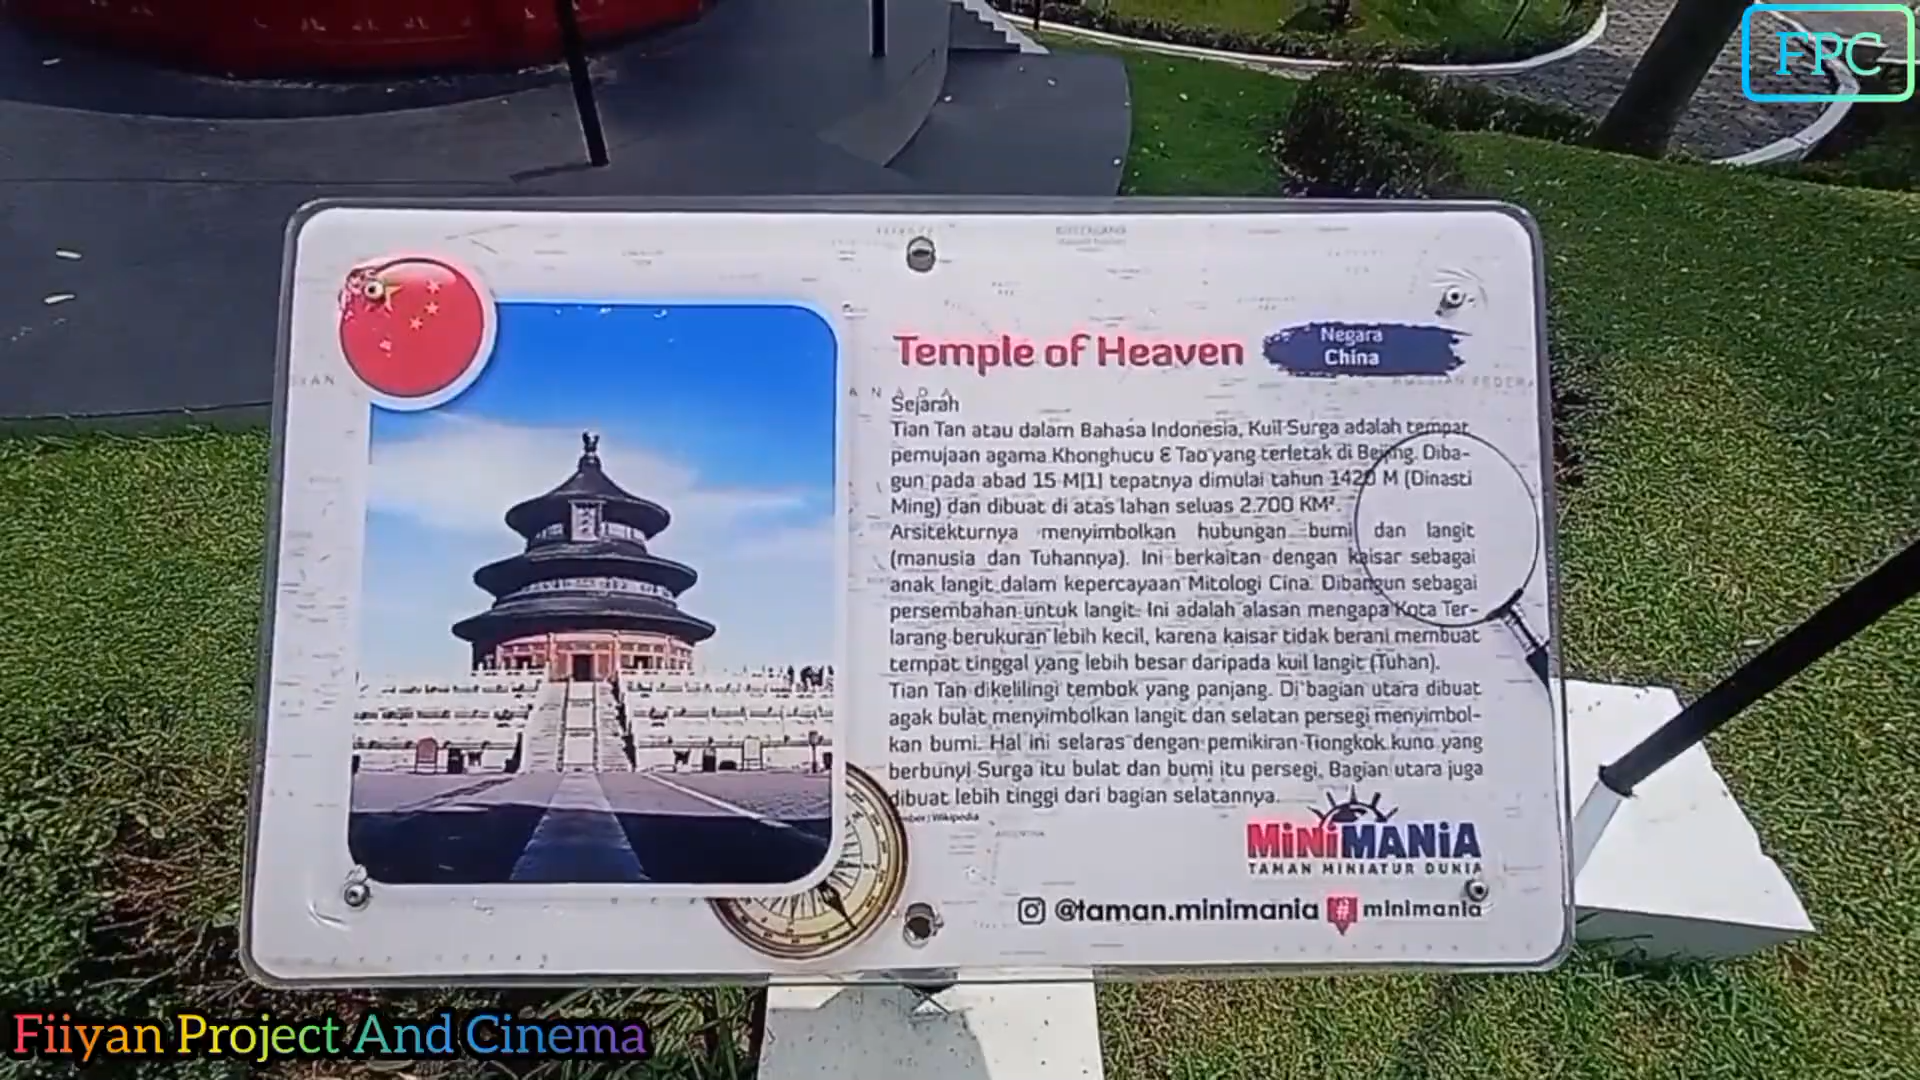 FPC
Temple of Heaven
Negara
China
Sejarah
Tian Tan atau dalam Bahasa Indonesia, Kuil Surga adalah tempat
pemujaan agama Khonghucu & Tao yang terletak di Beijing. Diba-
gun pada abad 15 M[1] tepatnya dimulai tahun 1420 M (Dinasti
Ming) dan dibuat di atas lahan seluas 2.700 KM².
Arsitekturnya menyimbolkan hubungan bumi dan langit
(manusia dan Tuhannya). Ini berkaitan dengan kaisar sebagai
anak langit dalam kepercayaan Mitologi Cina. Dibangun sebagai
persembahan untuk langit. Ini adalah alasan mengapa Kota Ter-
larang berukuran lebih kecil, karena kaisar tidak berani membuat
tempat tinggal yang lebih besar daripada kuil langit (Tuhan).
Tian Tan dikelilingi tembok yang panjang. Di bagian utara dibuat
agak bulat menyimbolkan langit dan selatan persegi menyimbol-
kan bumi. Hal ini selaras dengan pemikiran Tiongkok kuno yang
berbunyi Surga itu bulat dan bumi itu persegi. Bagian utara juga
dibuat lebih tinggi dari bagian selatannya.
: Wikipedia
MiNiMANiA
TAMAN MINIATUR DUNIA
@taman.minimania # minimania
Fiiyan Project And Cinema